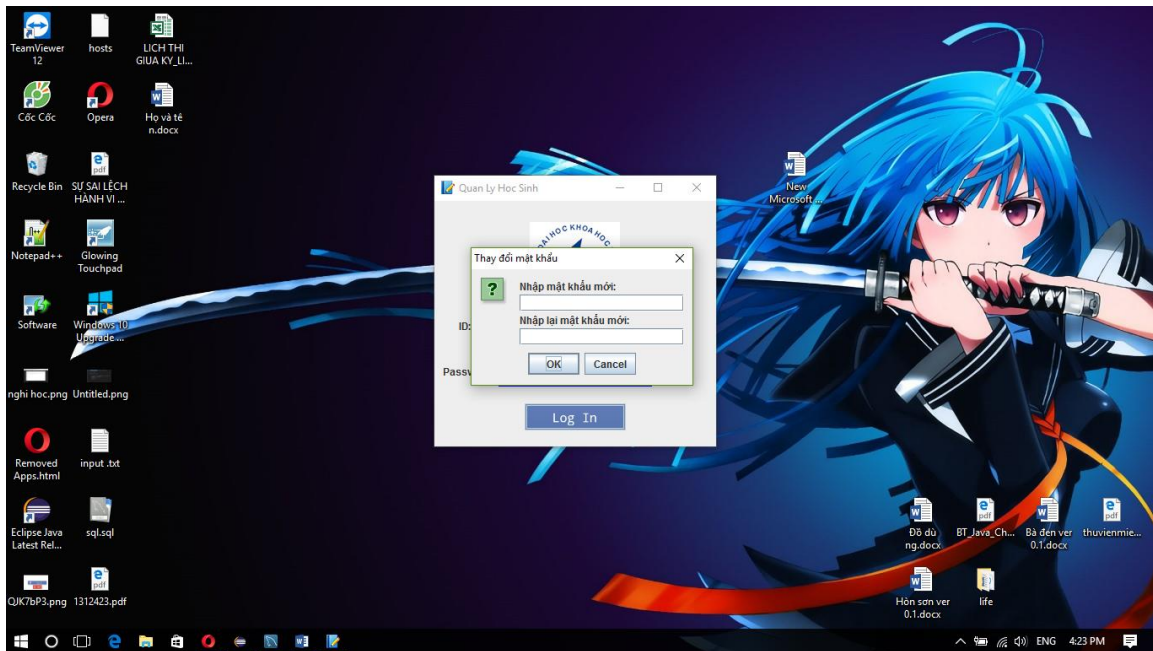 TeamViewer
12
hosts
LICH THI
GIUA KY_LI...
Cốc Cốc
Opera
Họ và tê
n.docx
Recycle Bin
SỰ SAI LỆCH
HÀNH VI ...
Notepad++
Glowing
Touchpad
Software
Windows 10
Upgrade ...
nghi hoc.png
Untitled.png
Removed
Apps.html
input .txt
Eclipse Java
Latest Rel...
sql.sql
QJK7bP3.png
1312423.pdf
New
Microsoft ...
Quan Ly Hoc Sinh
HOC KHOA HOC
Thay đổi mật khẩu
Nhập mật khẩu mới:
ID:
Nhập lại mật khẩu mới:
OK
Cancel
Passw
Log In
Đồ dù
ng.docx
BT_Java_Ch...
Bà đen ver
0.1.docx
thuvienmie...
Hòn sơn ver
0.1.docx
life
ENG
4:23 PM